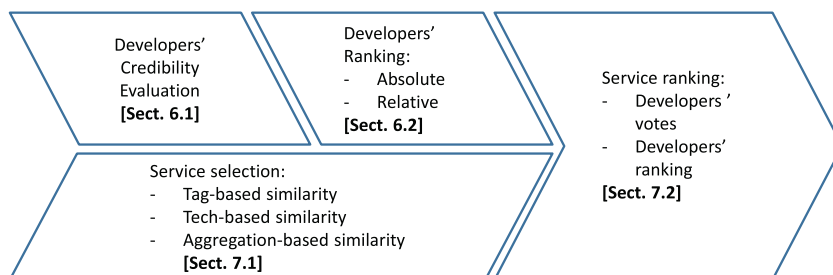 Developers’
Credibility
Evaluation
[Sect. 6.1]
Developers’
Ranking:
- Absolute
- Relative
[Sect. 6.2]
Service selection:
- Tag-based similarity
- Tech-based similarity
- Aggregation-based similarity
[Sect. 7.1]
Service ranking:
- Developers ’
votes
- Developers’
ranking
[Sect. 7.2]